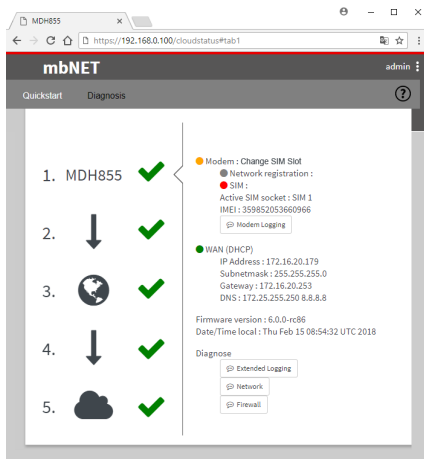 MDH855
https://192.168.0.100/cloudstatus#tab1
mbNET
admin
Quickstart Diagnosis
?
1. MDH855
2.
3.
4.
5.
Modem : Change SIM Slot
Network registration :
SIM :
Active SIM socket : SIM 1
IMEI : 359852053660966
Modem Logging
WAN (DHCP)
IP Address : 172.16.20.179
Subnetmask : 255.255.255.0
Gateway : 172.16.20.253
DNS : 172.25.255.250 8.8.8.8
Firmware version : 6.0.0-rc86
Date/Time local : Thu Feb 15 08:54:32 UTC 2018
Diagnose
Extended Logging
Network
Firewall